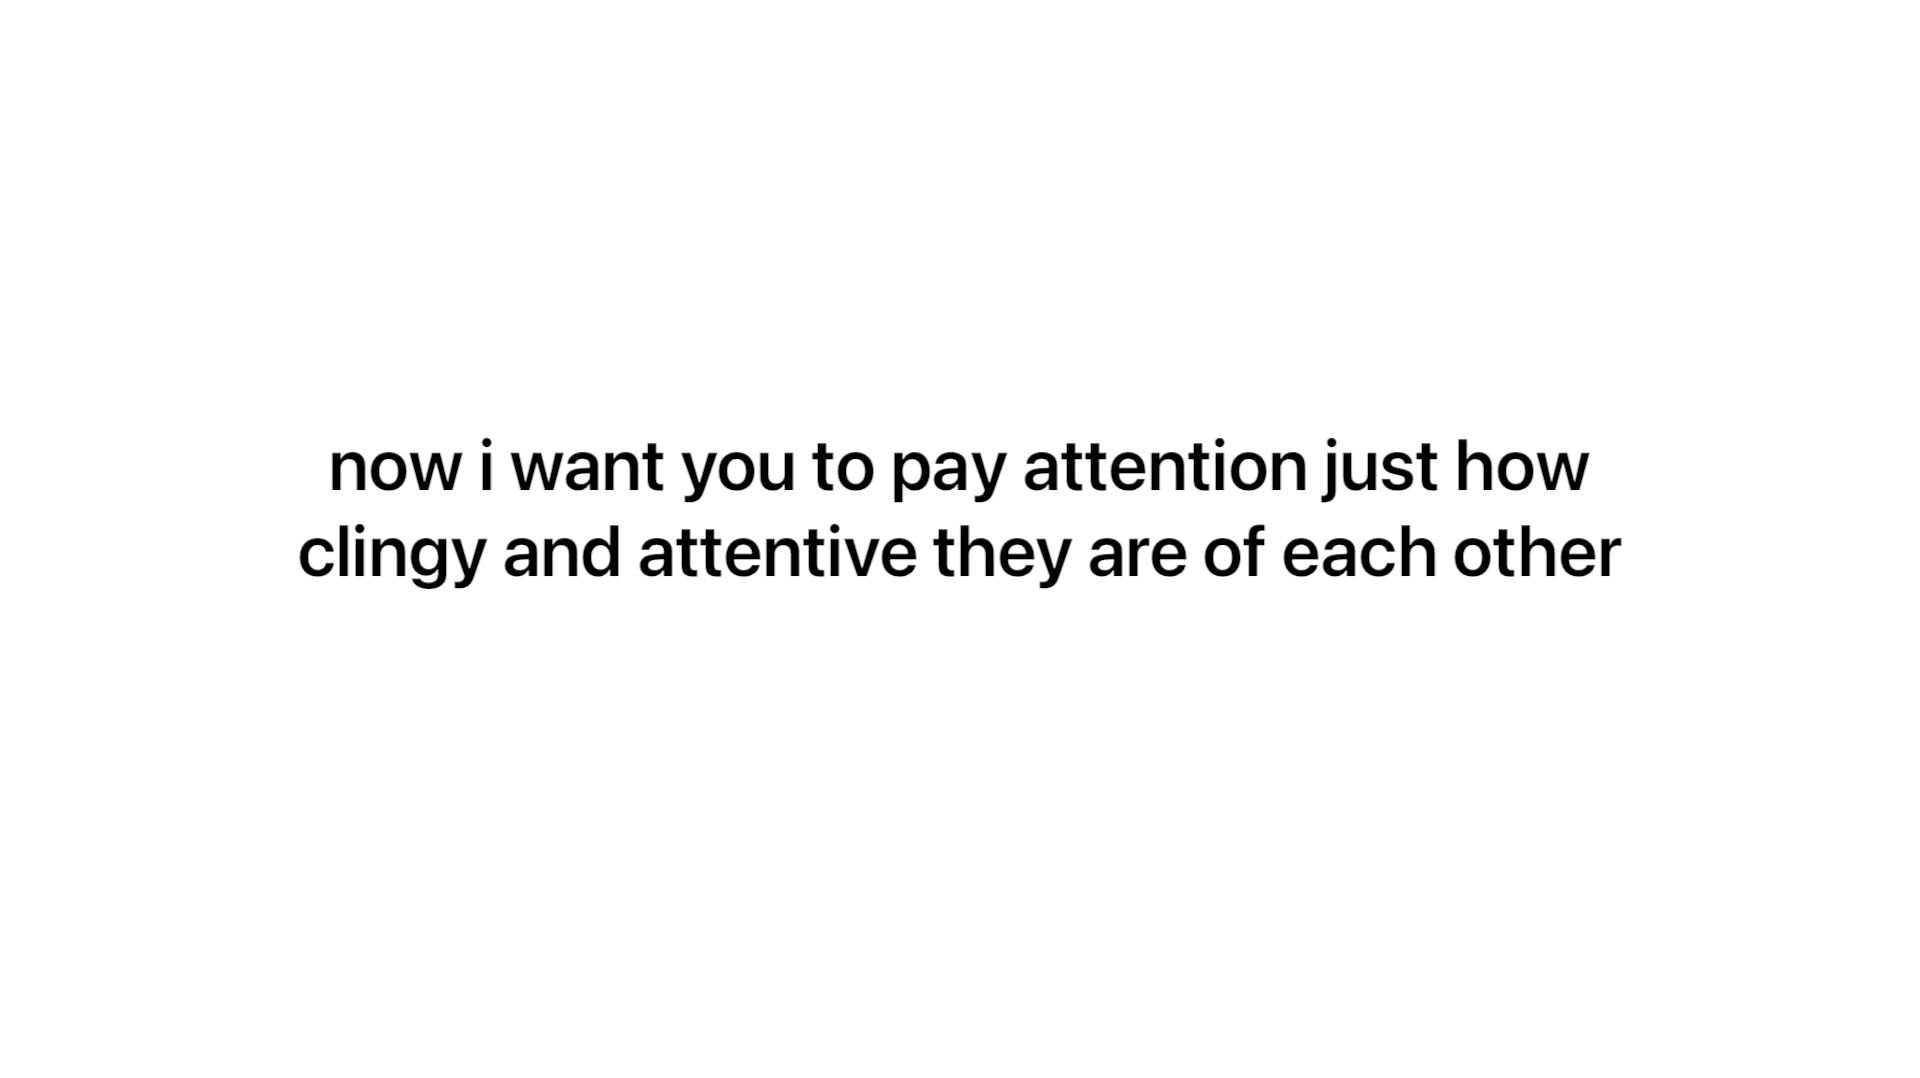 now i want you to pay attention just how
clingy and attentive they are of each other